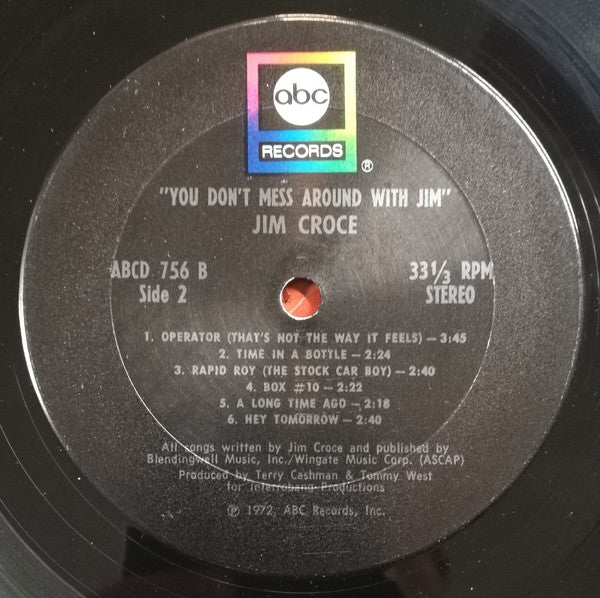 abc
RECORDS
®
"YOU DON'T MESS AROUND WITH JIM"
JIM CROCE
ABCD 756 B
33 1/3 RPM
Side 2
STEREO
1. OPERATOR (THAT'S NOT THE WAY IT FEELS) — 3:45
2. TIME IN A BOTTLE — 2:24
3. RAPID ROY (THE STOCK CAR BOY) — 2:40
4. BOX #10 — 2:22
5. A LONG TIME AGO — 2:18
6. HEY TOMORROW — 2:40
All songs written by Jim Croce and published by
Blendingwell Music, Inc./Wingate Music Corp. (ASCAP)
Produced by Terry Cashman & Tommy West
for Interrobang Productions
℗ 1972, ABC Records, Inc.